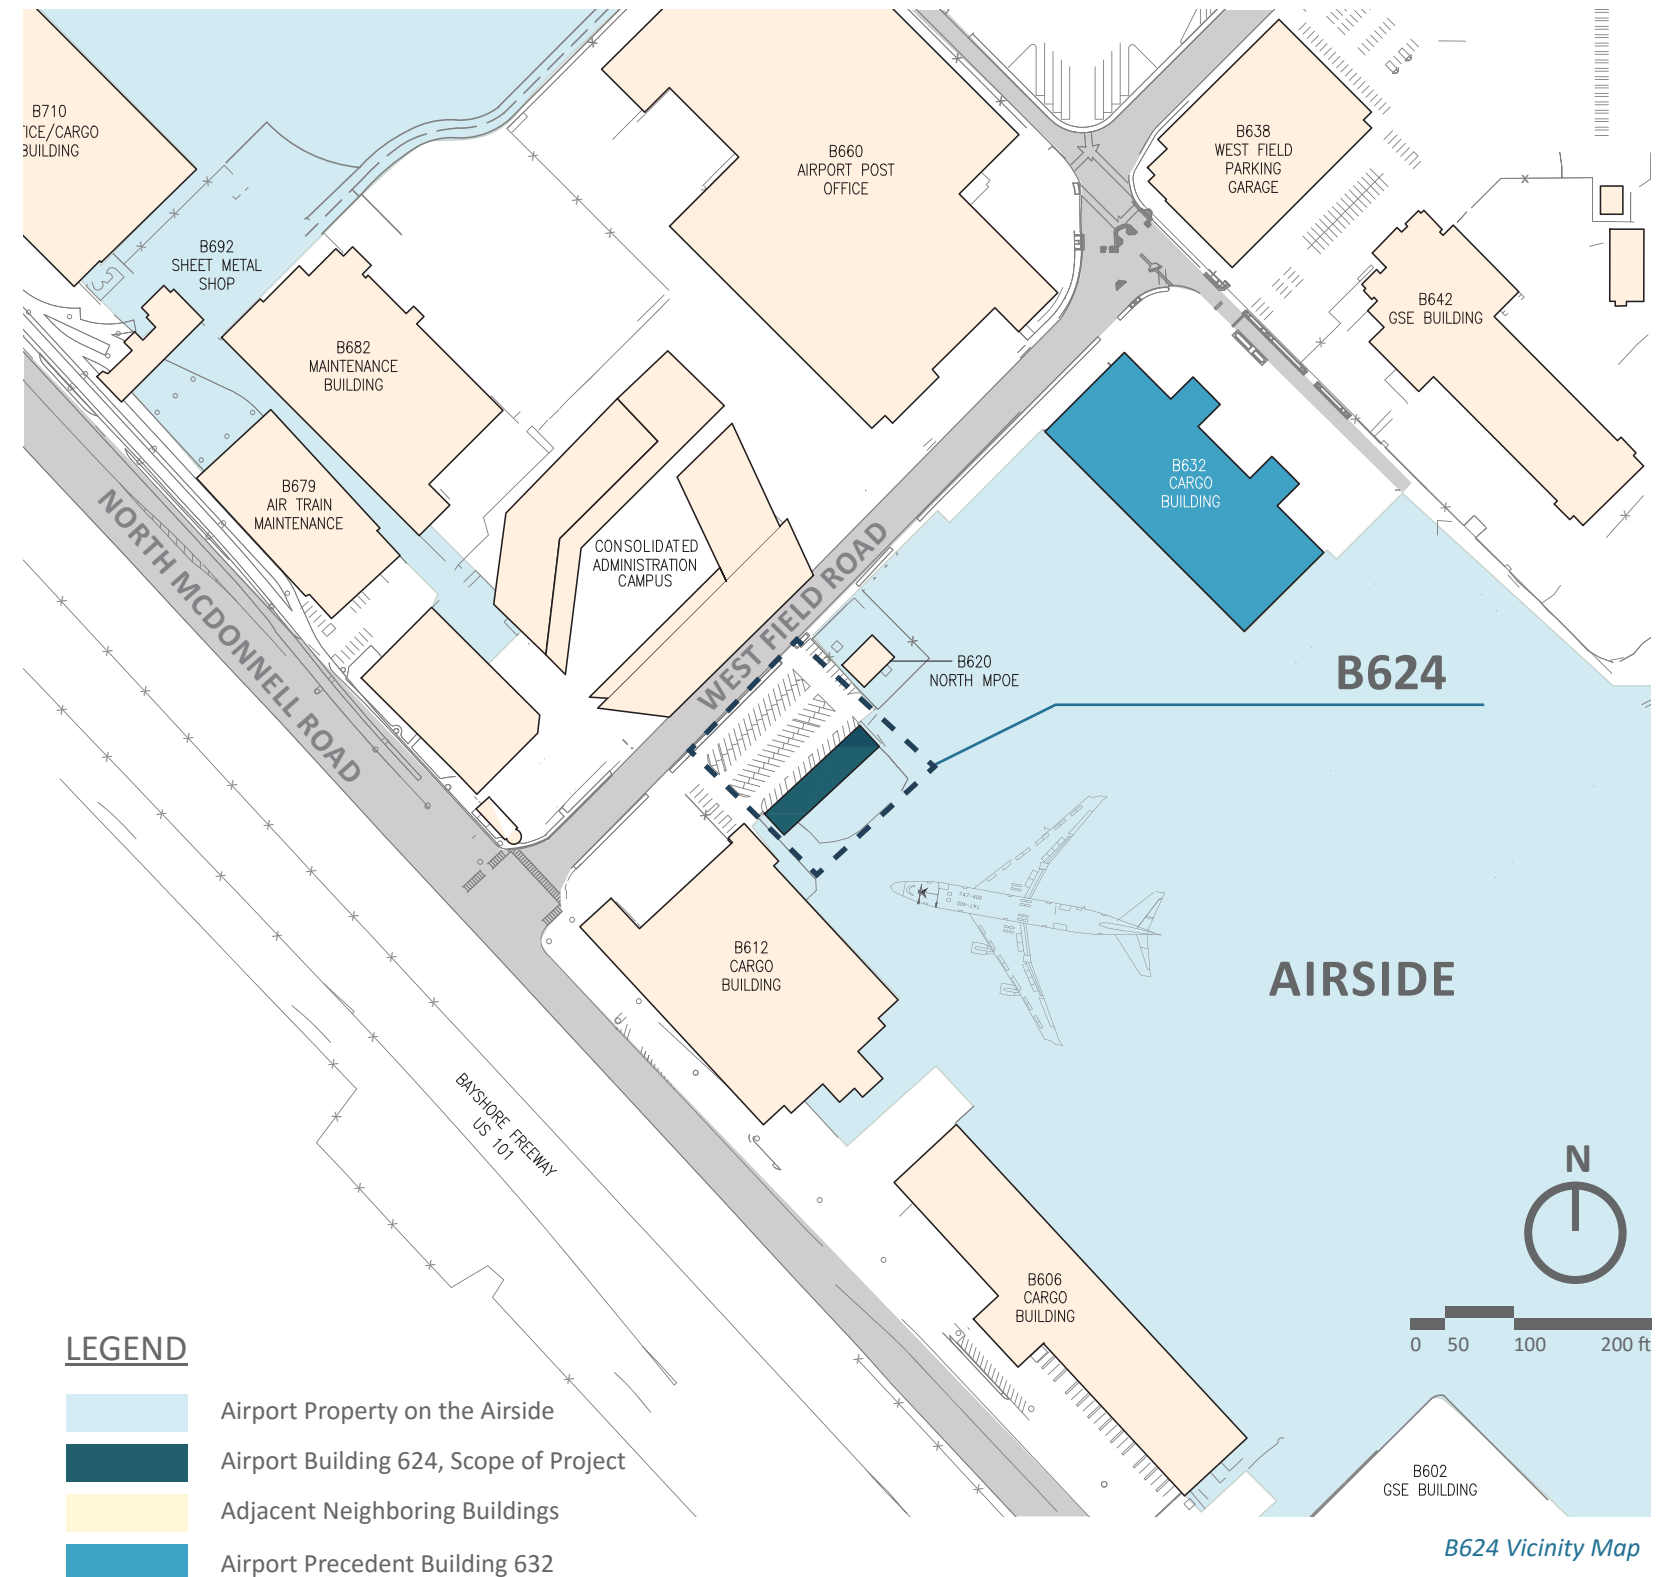 B710
ICE/CARGO
BUILDING
B692
SHEET METAL
SHOP
B660
AIRPORT POST
OFFICE
B638
WEST FIELD
PARKING
GARAGE
B642
GSE BUILDING
B682
MAINTENANCE
BUILDING
B679
AIR TRAIN
MAINTENANCE
B632
CARGO
BUILDING
CONSOLIDATED
ADMINISTRATION
CAMPUS
NORTH MCDONNELL ROAD
WEST FIELD ROAD
B620
NORTH MPOE
B624
747-400
747-400
AIRSIDE
B612
CARGO
BUILDING
BAYSHORE FREEWAY
US 101
N
B606
CARGO
BUILDING
0 50 100 200 ft
B602
GSE BUILDING
LEGEND
Airport Property on the Airside
Airport Building 624, Scope of Project
Adjacent Neighboring Buildings
Airport Precedent Building 632
B624 Vicinity Map